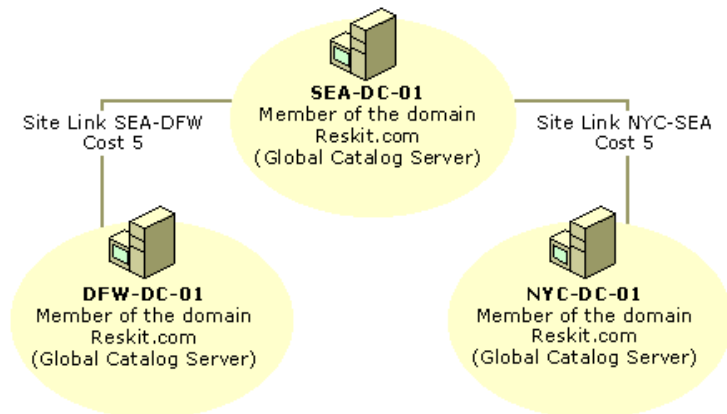 SEA-DC-01
Member of the domain
Reskit.com
(Global Catalog Server)
Site Link SEA-DFW
Cost 5
Site Link NYC-SEA
Cost 5
DFW-DC-01
Member of the domain
Reskit.com
(Global Catalog Server)
NYC-DC-01
Member of the domain
Reskit.com
(Global Catalog Server)